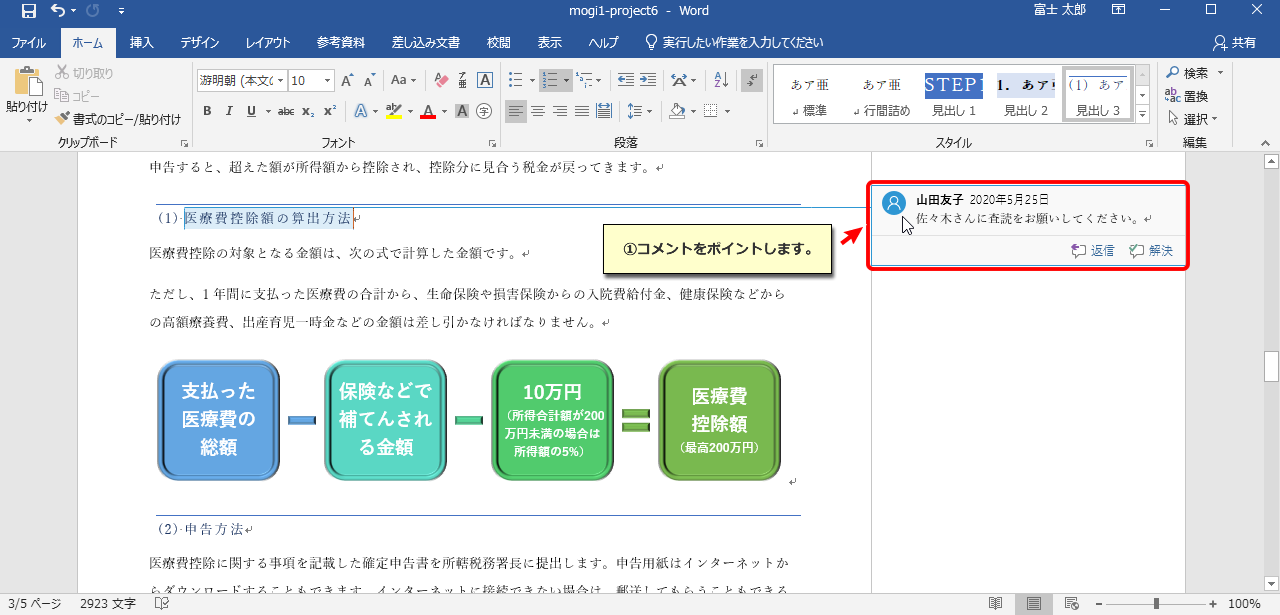 mogi1-project6 - Word
富士 太郎
ファイル ホーム 挿入 デザイン レイアウト 参考資料 差し込み文書 校閲 表示 ヘルプ 実行したい作業を入力してください 共有
貼り付け
切り取り
コピー
書式のコピー/貼り付け
クリップボード
游明朝 (本文の 10 Aa
B I U abc x₂ x²
フォント
段落
あア亜 あア亜 STEP1 1. あア亜 (1) あア
標準 行間詰め 見出し 1 見出し 2 見出し 3
スタイル
検索
置換
選択
編集
申告すると、超えた額が所得額から控除され、控除分に見合う税金が戻ってきます。
(1) 医療費控除額の算出方法
医療費控除の対象となる金額は、次の式で計算した金額です。
ただし、1 年間に支払った医療費の合計から、生命保険や損害保険からの入院費給付金、健康保険などから
の高額療養費、出産育児一時金などの金額は差し引かなければなりません。
①コメントをポイントします。
山田友子 2020年5月25日
佐々木さんに査読をお願いしてください。
返信 解決
支払った
医療費の
総額
保険などで
補てんされ
る金額
10万円
(所得合計額が200
万円未満の場合は
所得額の5%)
医療費
控除額
(最高200万円)
(2) 申告方法
医療費控除に関する事項を記載した確定申告書を所轄税務署長に提出します。申告用紙はインターネットか
らダウンロードすることもできます。インターネットに接続できない場合は、郵送してもらうこともできる
3/5 ページ 2923 文字 100%